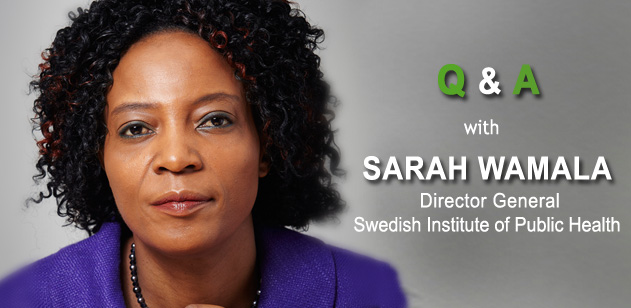 Q & A
with
SARAH WAMALA
Director General
Swedish Institute of Public Health